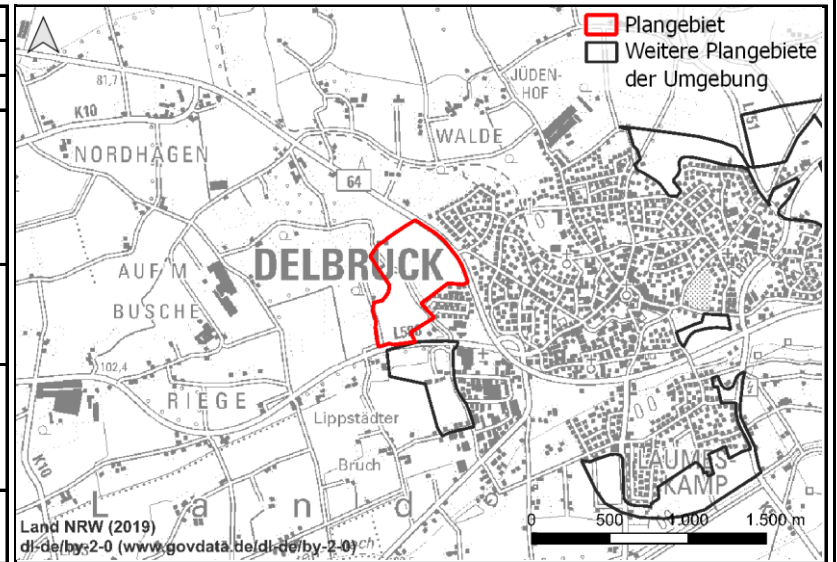 Plangebiet
Weitere Plangebiete
der Umgebung
81,7
K10
NORDHAGEN
JÜDEN-
HOF
WALDE
L 51
64
DELBRÜCK
AUF'M
BUSCHE
102,4
RIEGE
Lippstädter
Bruch
LAUMES-
KAMP
K10
L a n d
0 500 1.000 1.500 m
Land NRW (2019)
dl-de/by-2-0 (www.govdata.de/dl-de/by-2-0)